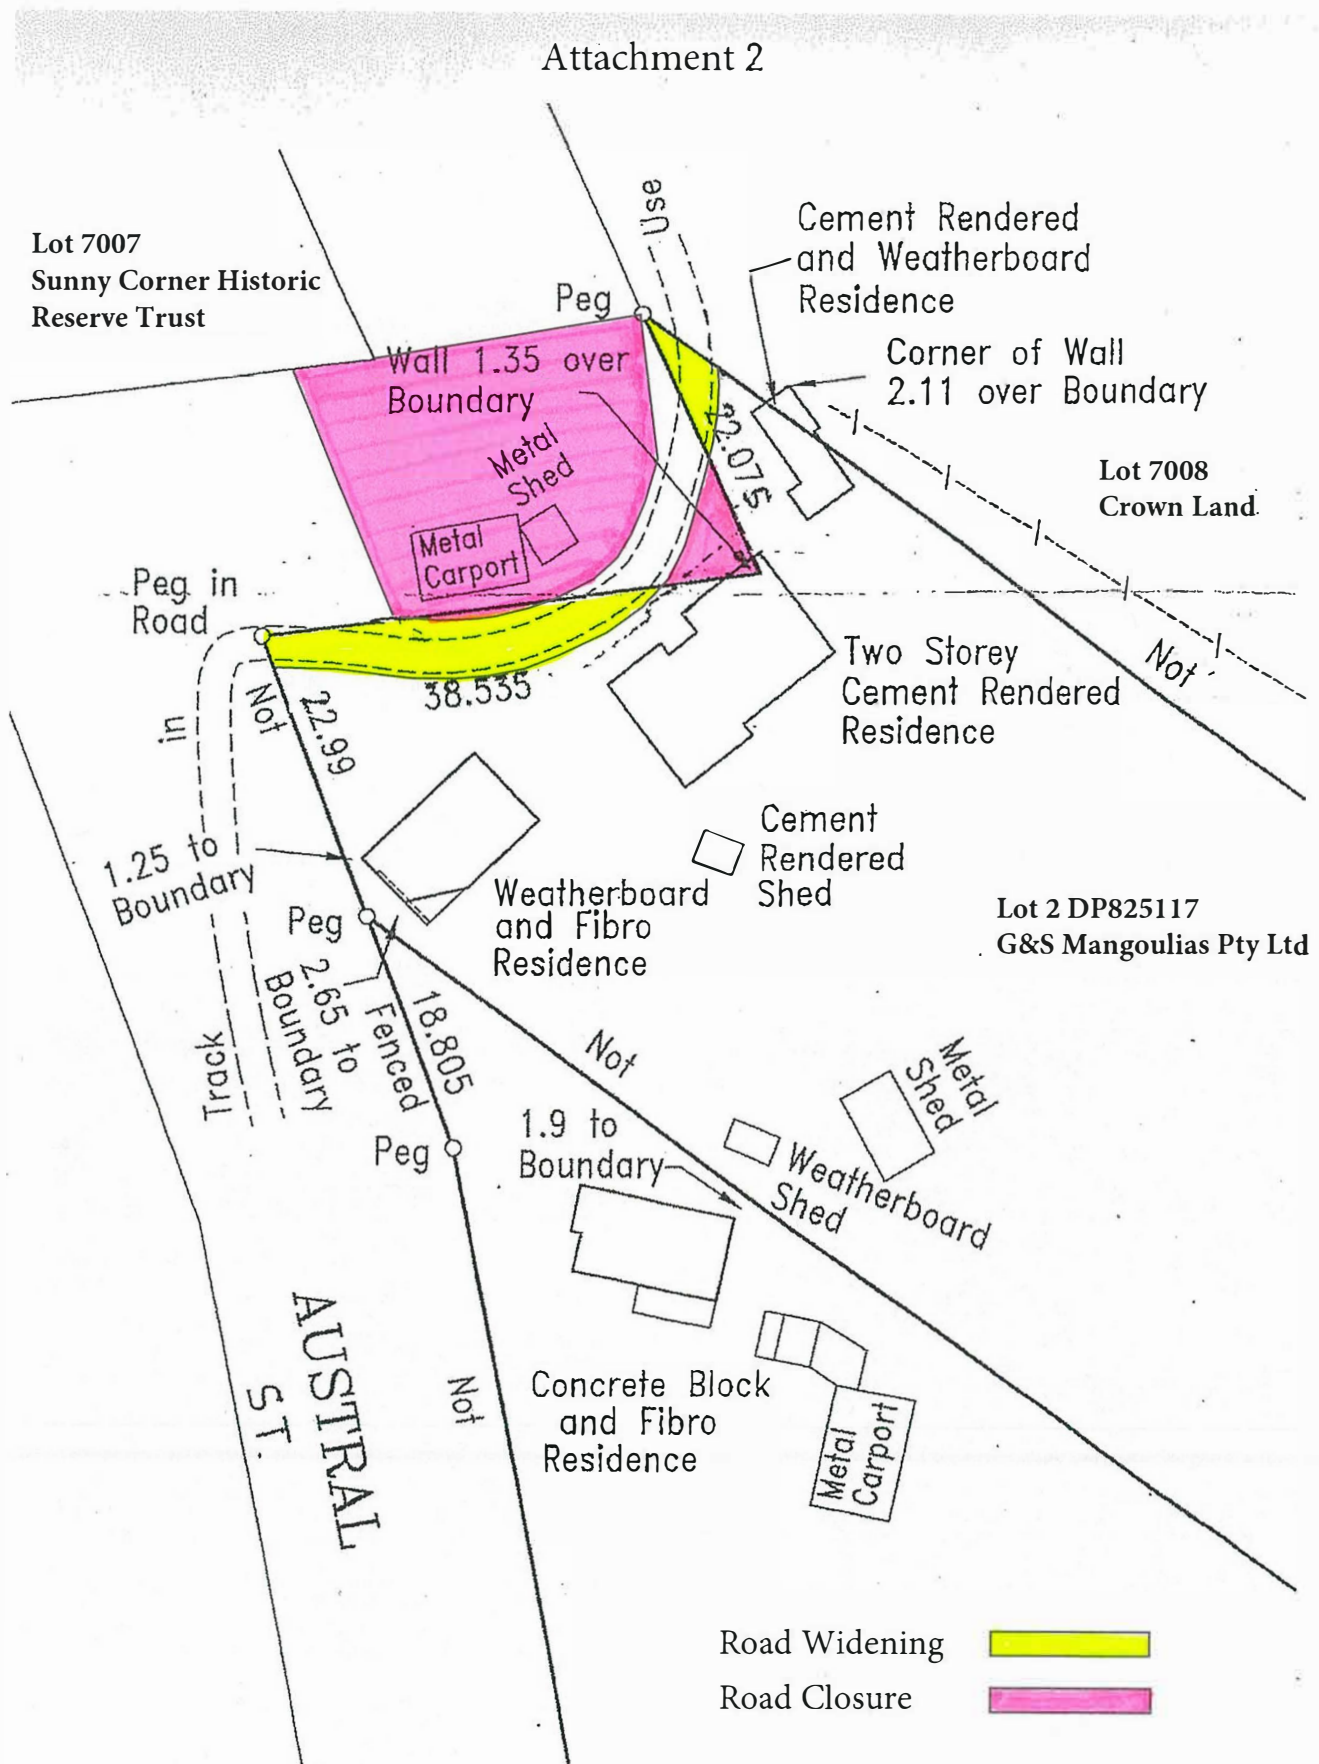 Attachment 2
Use
Cement Rendered
and Weatherboard
Residence
Lot 7007
Sunny Corner Historic
Reserve Trust
Peg
Corner of Wall
2.11 over Boundary
Wall 1.35 over
Boundary
22.075
Metal
Shed
Lot 7008
Crown Land
Metal
Carport
Peg in
Road
Not
Two Storey
Cement Rendered
Residence
38.535
in
Not
22.99
Cement
Rendered
Shed
1.25 to
Boundary
Weatherboard
and Fibro
Residence
Lot 2 DP825117
G&S Mangoulias Pty Ltd
Peg
2.65 to
Boundary
Fenced
18.805
Track
Not
Metal
Shed
Peg
1.9 to
Boundary
Weatherboard
Shed
AUSTRAL
ST.
Not
Concrete Block
and Fibro
Residence
Metal
Carport
Road Widening
Road Closure